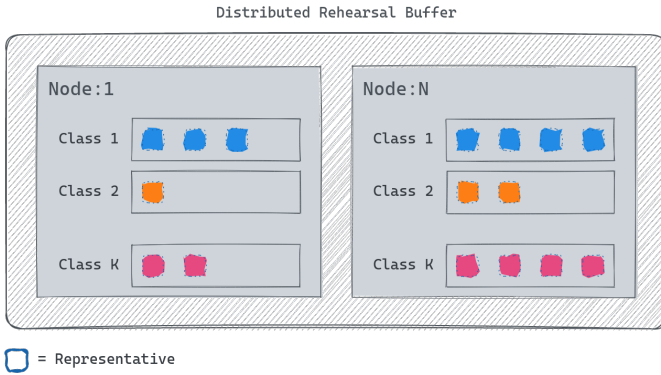 Distributed Rehearsal Buffer
Node:1
Class 1
Class 2
Class K
Node:N
Class 1
Class 2
Class K
= Representative